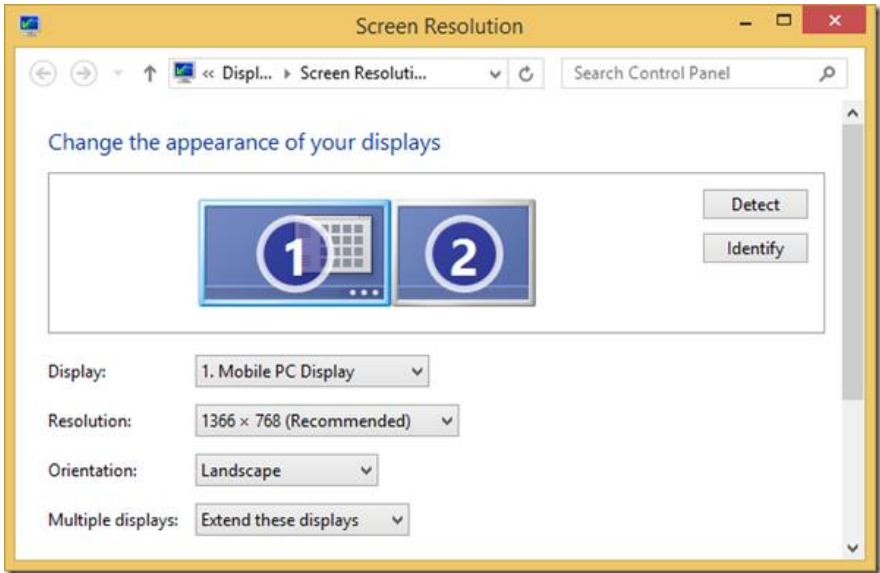 Screen Resolution
« Displ... Screen Resoluti... Search Control Panel
Change the appearance of your displays
1 2
Detect
Identify
Display: 1. Mobile PC Display
Resolution: 1366 × 768 (Recommended)
Orientation: Landscape
Multiple displays: Extend these displays